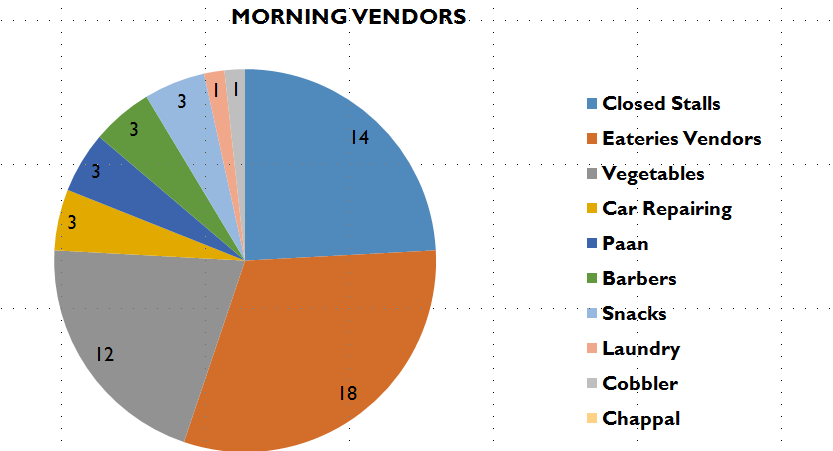 MORNING VENDORS
1
1
3
3
14
3
3
12
18
Closed Stalls
Eateries Vendors
Vegetables
Car Repairing
Paan
Barbers
Snacks
Laundry
Cobbler
Chappal